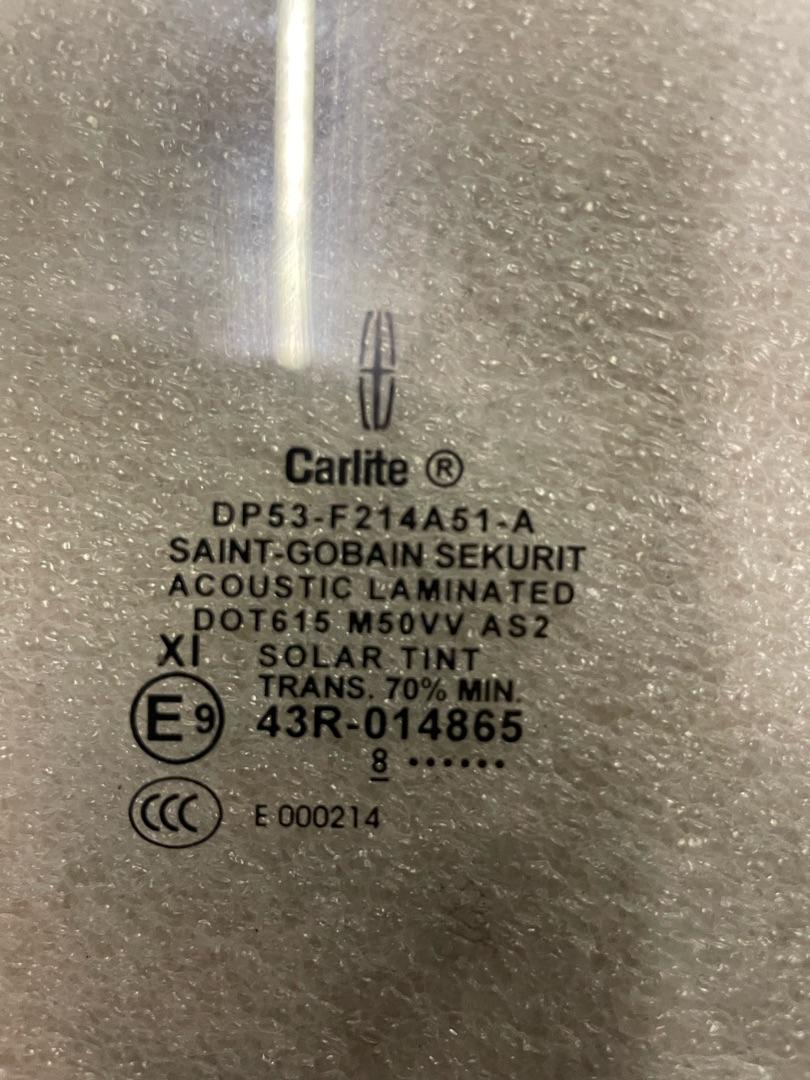 Carlite ®
DP53-F214A51-A
SAINT-GOBAIN SEKURIT
ACOUSTIC LAMINATED
DOT615 M50VV AS2
XI SOLAR TINT
TRANS. 70% MIN.
E9 43R-014865
8 ••••••
CCC E 000214